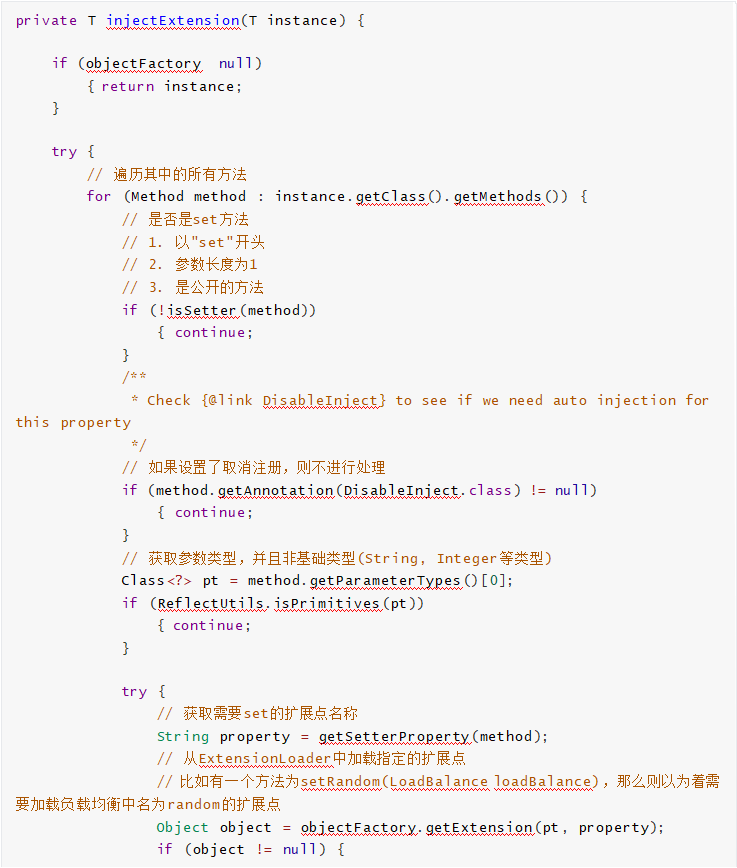 private T injectExtension(T instance) {
if (objectFactory null)
{ return instance;
}
try {
// 遍历其中的所有方法
for (Method method : instance.getClass().getMethods()) {
// 是否是set方法
// 1. 以"set"开头
// 2. 参数长度为1
// 3. 是公开的方法
if (!isSetter(method))
{ continue;
}
/**
* Check {@link DisableInject} to see if we need auto injection for
this property
*/
// 如果设置了取消注册，则不进行处理
if (method.getAnnotation(DisableInject.class) != null)
{ continue;
}
// 获取参数类型，并且非基础类型(String, Integer等类型)
Class<?> pt = method.getParameterTypes()[0];
if (ReflectUtils.isPrimitives(pt))
{ continue;
}
try {
// 获取需要set的扩展点名称
String property = getSetterProperty(method);
// 从ExtensionLoader中加载指定的扩展点
// 比如有一个方法为setRandom(LoadBalance loadBalance)，那么则以为着需
要加载负载均衡中名为random的扩展点
Object object = objectFactory.getExtension(pt, property);
if (object != null) {